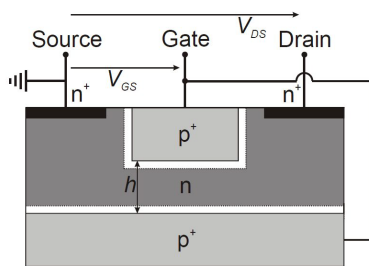 V_DS
Source Gate Drain
V_GS
n+ n+
p+
h n
p+